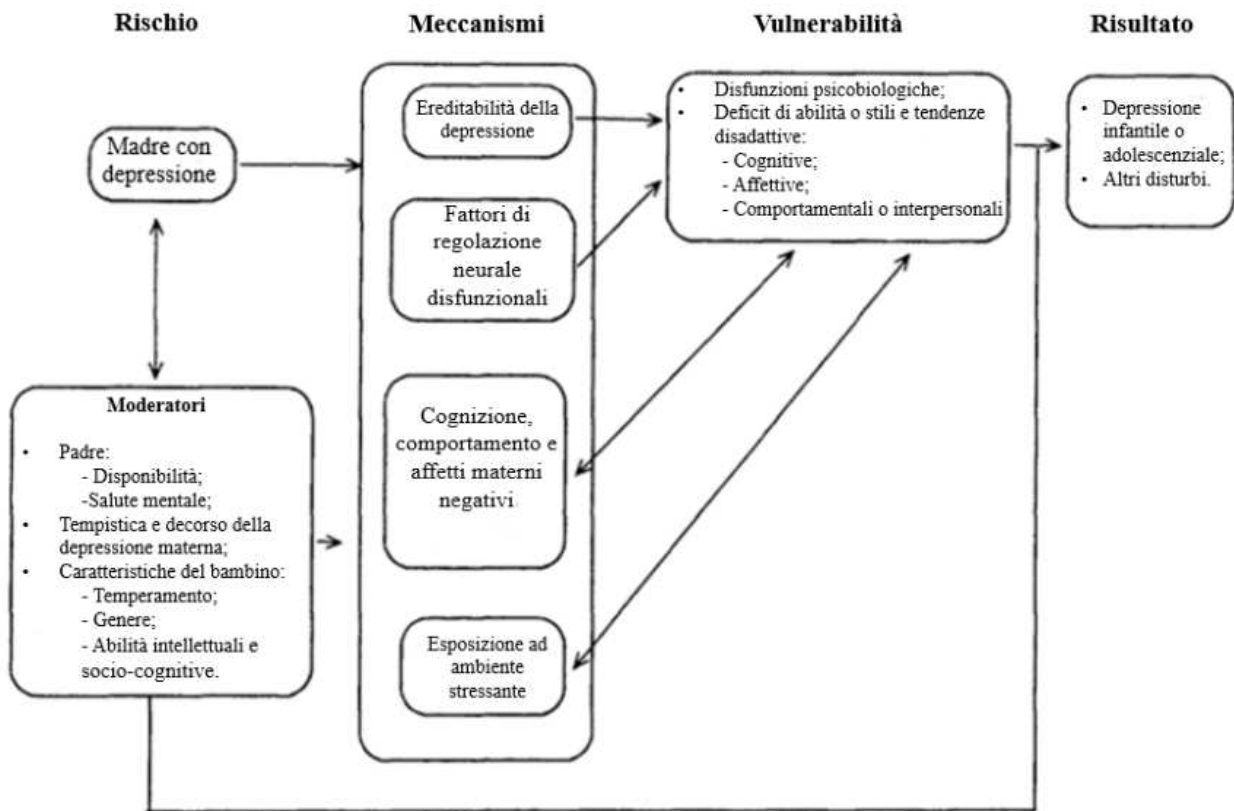 Rischio
Meccanismi
Vulnerabilità
Risultato
Madre con
depressione
Moderatori
• Padre:
- Disponibilità;
-Salute mentale;
• Tempistica e decorso della
depressione materna;
• Caratteristiche del bambino:
- Temperamento;
- Genere;
- Abilità intellettuali e
socio-cognitive.
Ereditabilità della
depressione
Fattori di
regolazione
neurale
disfunzionali
Cognizione,
comportamento e
affetti materni
negativi
Esposizione ad
ambiente
stressante
• Disfunzioni psicobiologiche;
• Deficit di abilità o stili e tendenze
disadattive:
- Cognitive;
- Affettive;
- Comportamentali o interpersonali
• Depressione
infantile o
adolescenziale;
• Altri disturbi.